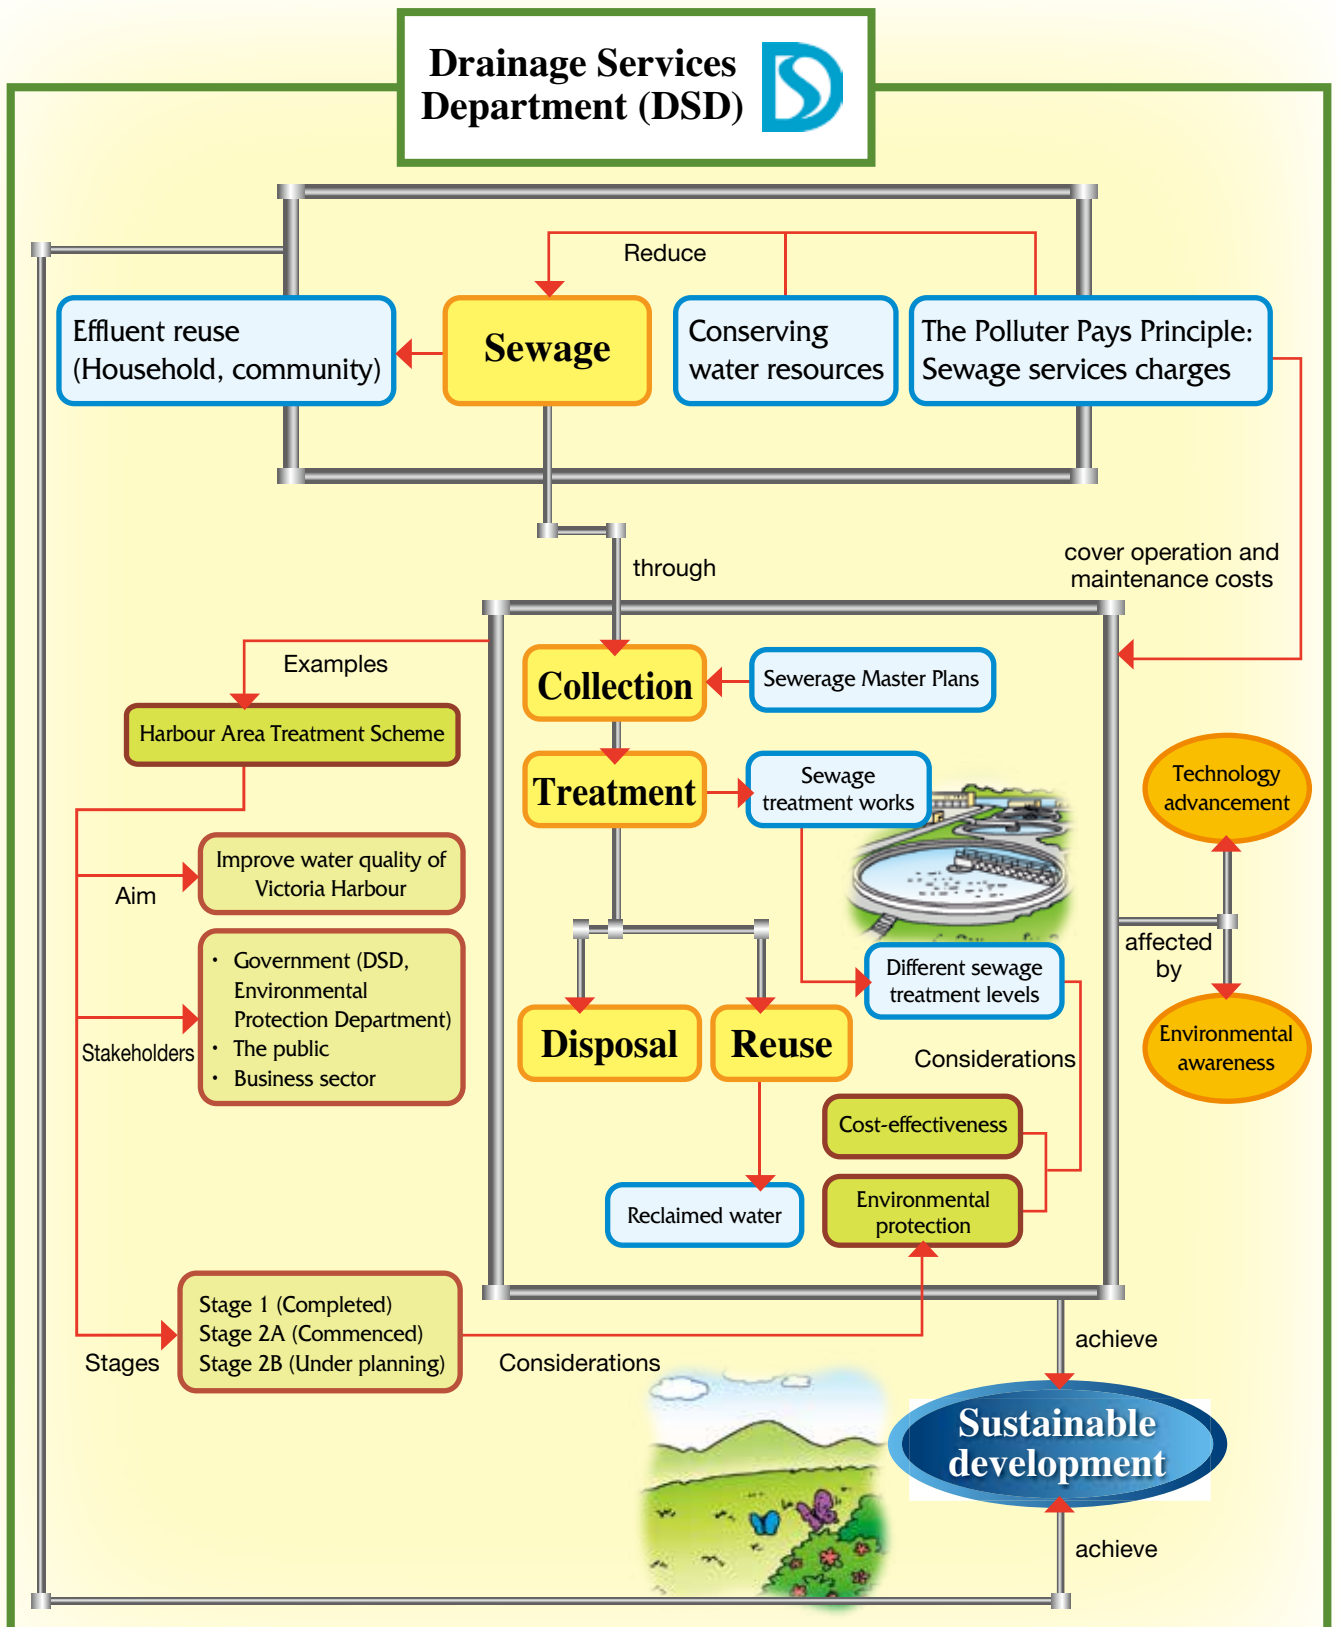 Drainage Services
Department (DSD)
Reduce
Effluent reuse
(Household, community)
Sewage
Conserving
water resources
The Polluter Pays Principle:
Sewage services charges
through
cover operation and
maintenance costs
Examples
Collection
Sewerage Master Plans
Harbour Area Treatment Scheme
Treatment
Sewage
treatment works
Technology
advancement
Improve water quality of
Victoria Harbour
Aim
affected
by
• Government (DSD,
Environmental
Protection Department)
• The public
• Business sector
Stakeholders
Different sewage
treatment levels
Disposal
Reuse
Considerations
Environmental
awareness
Cost-effectiveness
Environmental
protection
Reclaimed water
Stage 1 (Completed)
Stage 2A (Commenced)
Stage 2B (Under planning)
Stages
Considerations
achieve
Sustainable
development
achieve